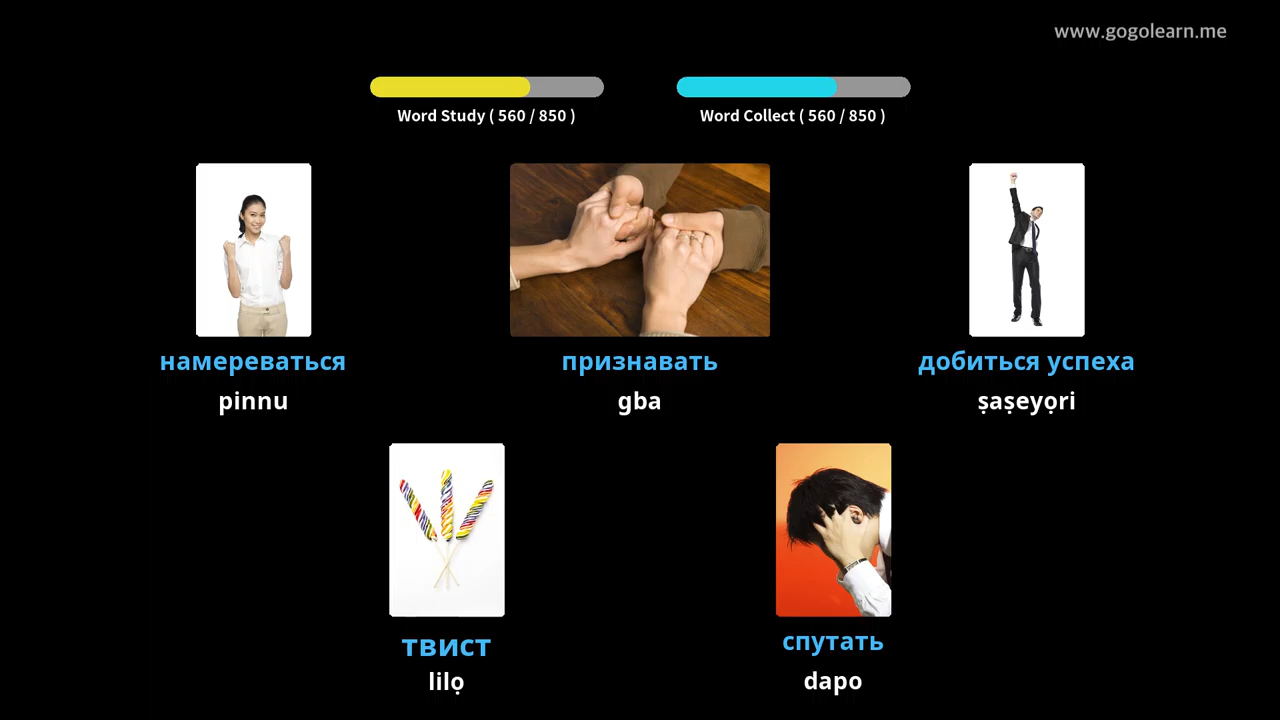 www.gogolearn.me
Word Study ( 560 / 850 )
Word Collect ( 560 / 850 )
намереваться
pinnu
признавать
gba
добиться успеха
ṣaṣeyọri
твист
lilọ
спутать
dapo